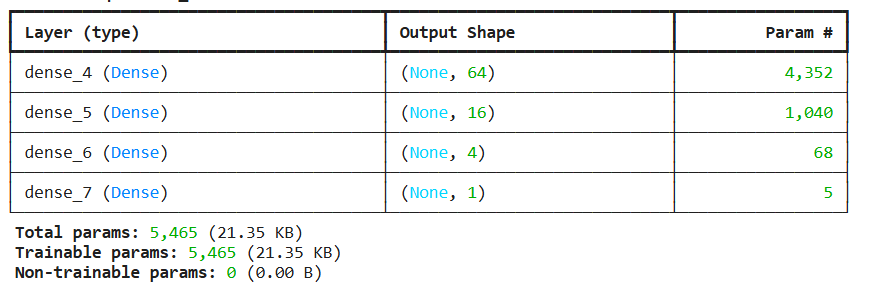 Layer (type) Output Shape Param #
dense_4 (Dense) (None, 64) 4,352
dense_5 (Dense) (None, 16) 1,040
dense_6 (Dense) (None, 4) 68
dense_7 (Dense) (None, 1) 5
Total params: 5,465 (21.35 KB)
Trainable params: 5,465 (21.35 KB)
Non-trainable params: 0 (0.00 B)